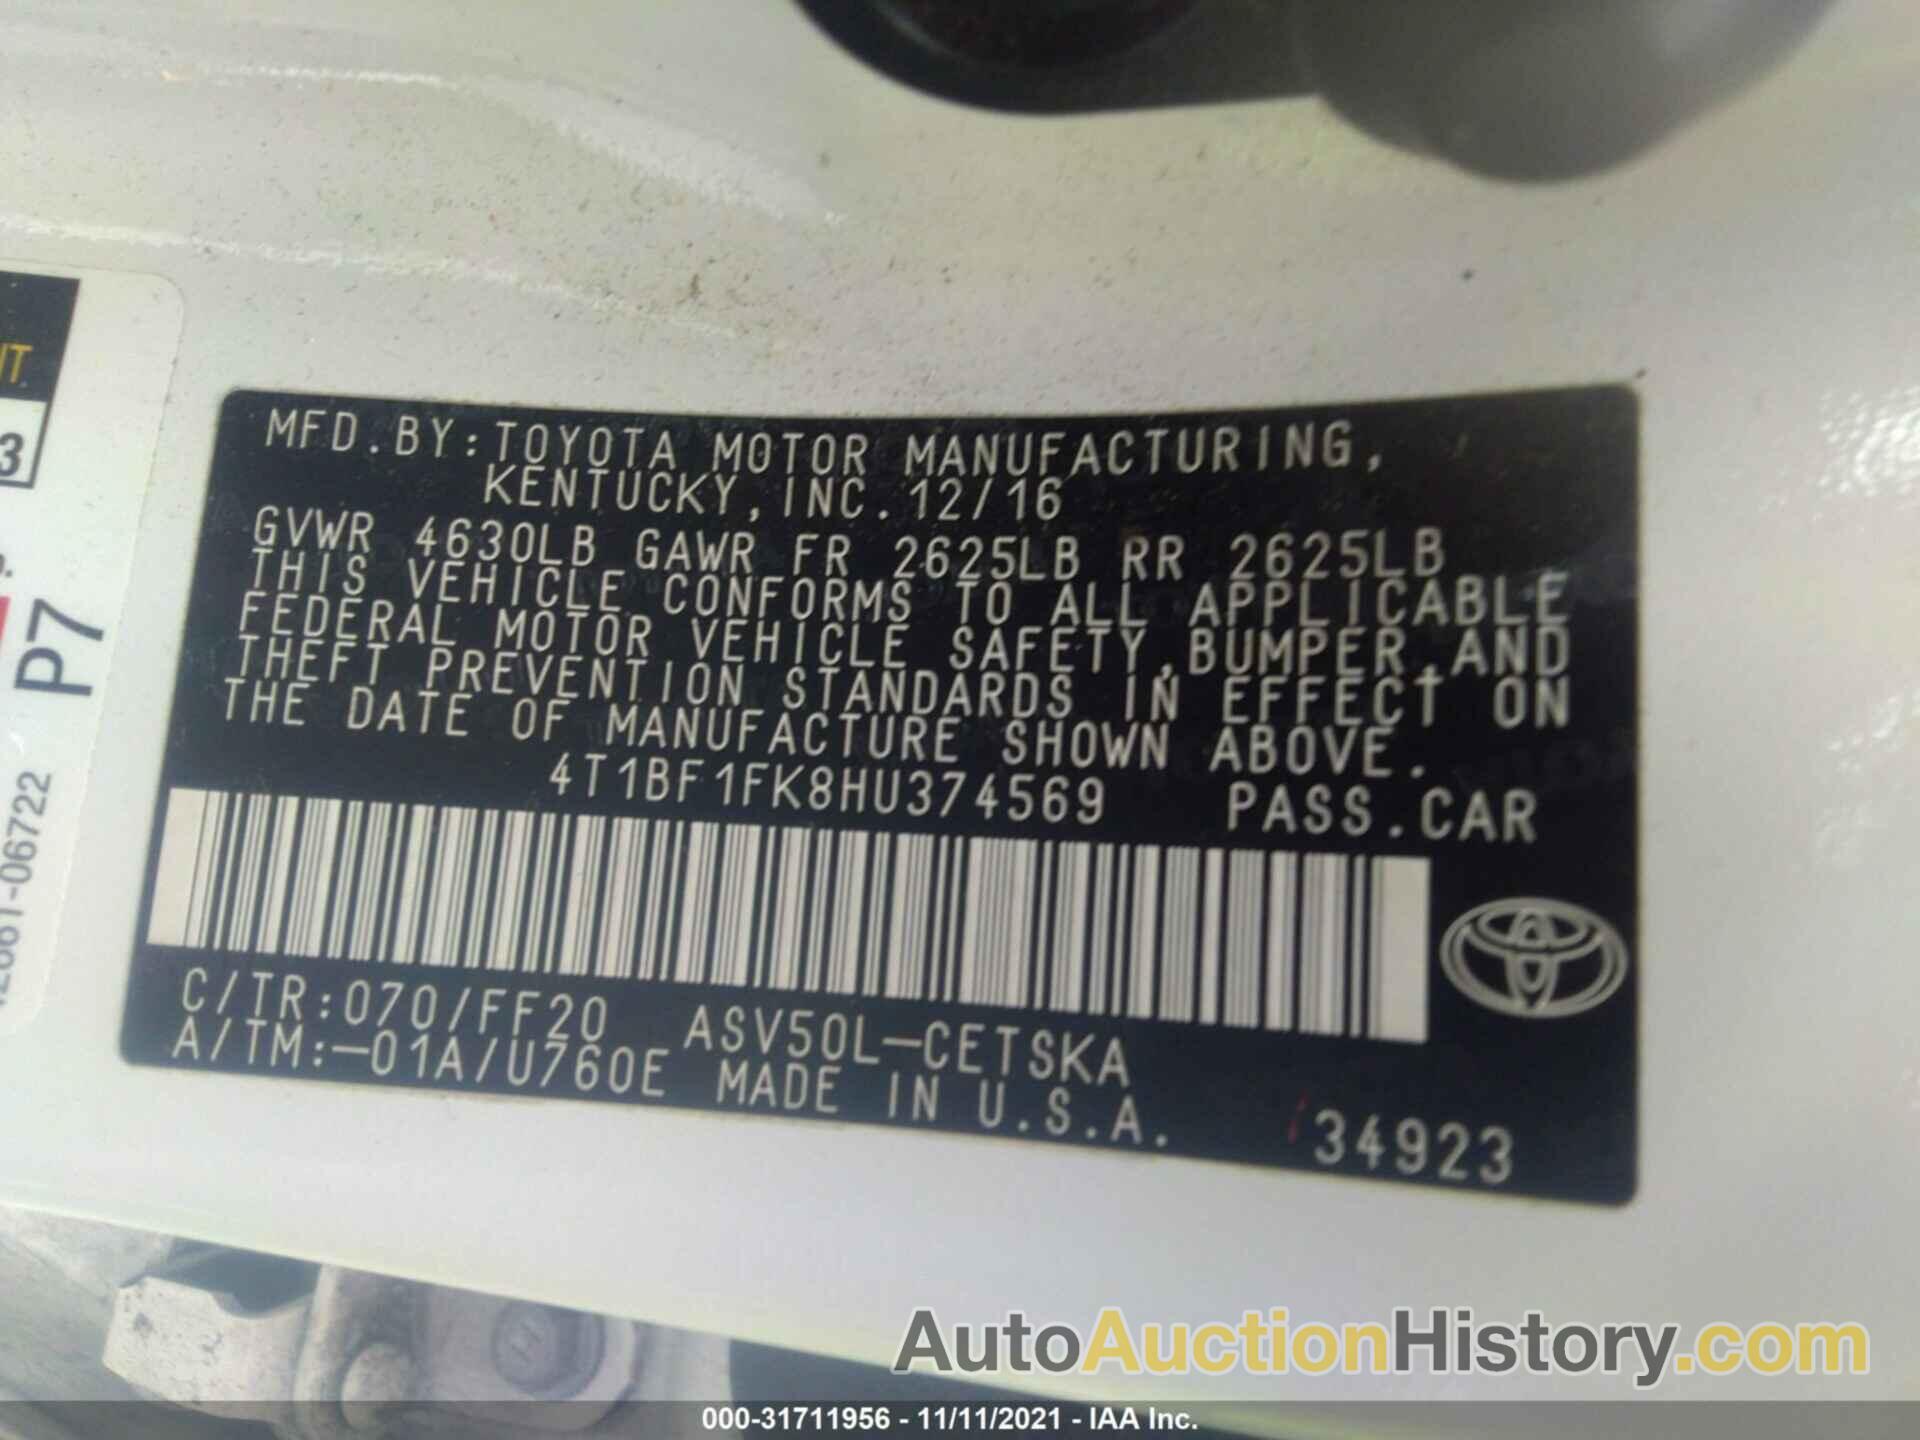 MFD.BY:TOYOTA MOTOR MANUFACTURING,
KENTUCKY,INC.12/16
GVWR 4630LB GAWR FR 2625LB RR 2625LB
THIS VEHICLE CONFORMS TO ALL APPLICABLE
FEDERAL MOTOR VEHICLE SAFETY,BUMPER,AND
THEFT PREVENTION STANDARDS IN EFFECT ON
THE DATE OF MANUFACTURE SHOWN ABOVE.
4T1BF1FK8HU374569 PASS.CAR
C/TR:070/FF20 ASV50L-CETSKA
A/TM:-01A/U760E MADE IN U.S.A.
34923
3
P7
06722
AutoAuctionHistory.com
000-31711956 - 11/11/2021 - IAA Inc.